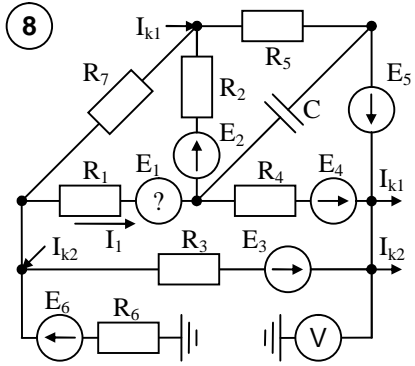 8
I_k1
R_5
R_7
R_2
E_5
C
E_2
R_1
E_1
?
R_4
E_4
I_k1
I_1
I_k2
R_3
E_3
I_k2
E_6
R_6
V